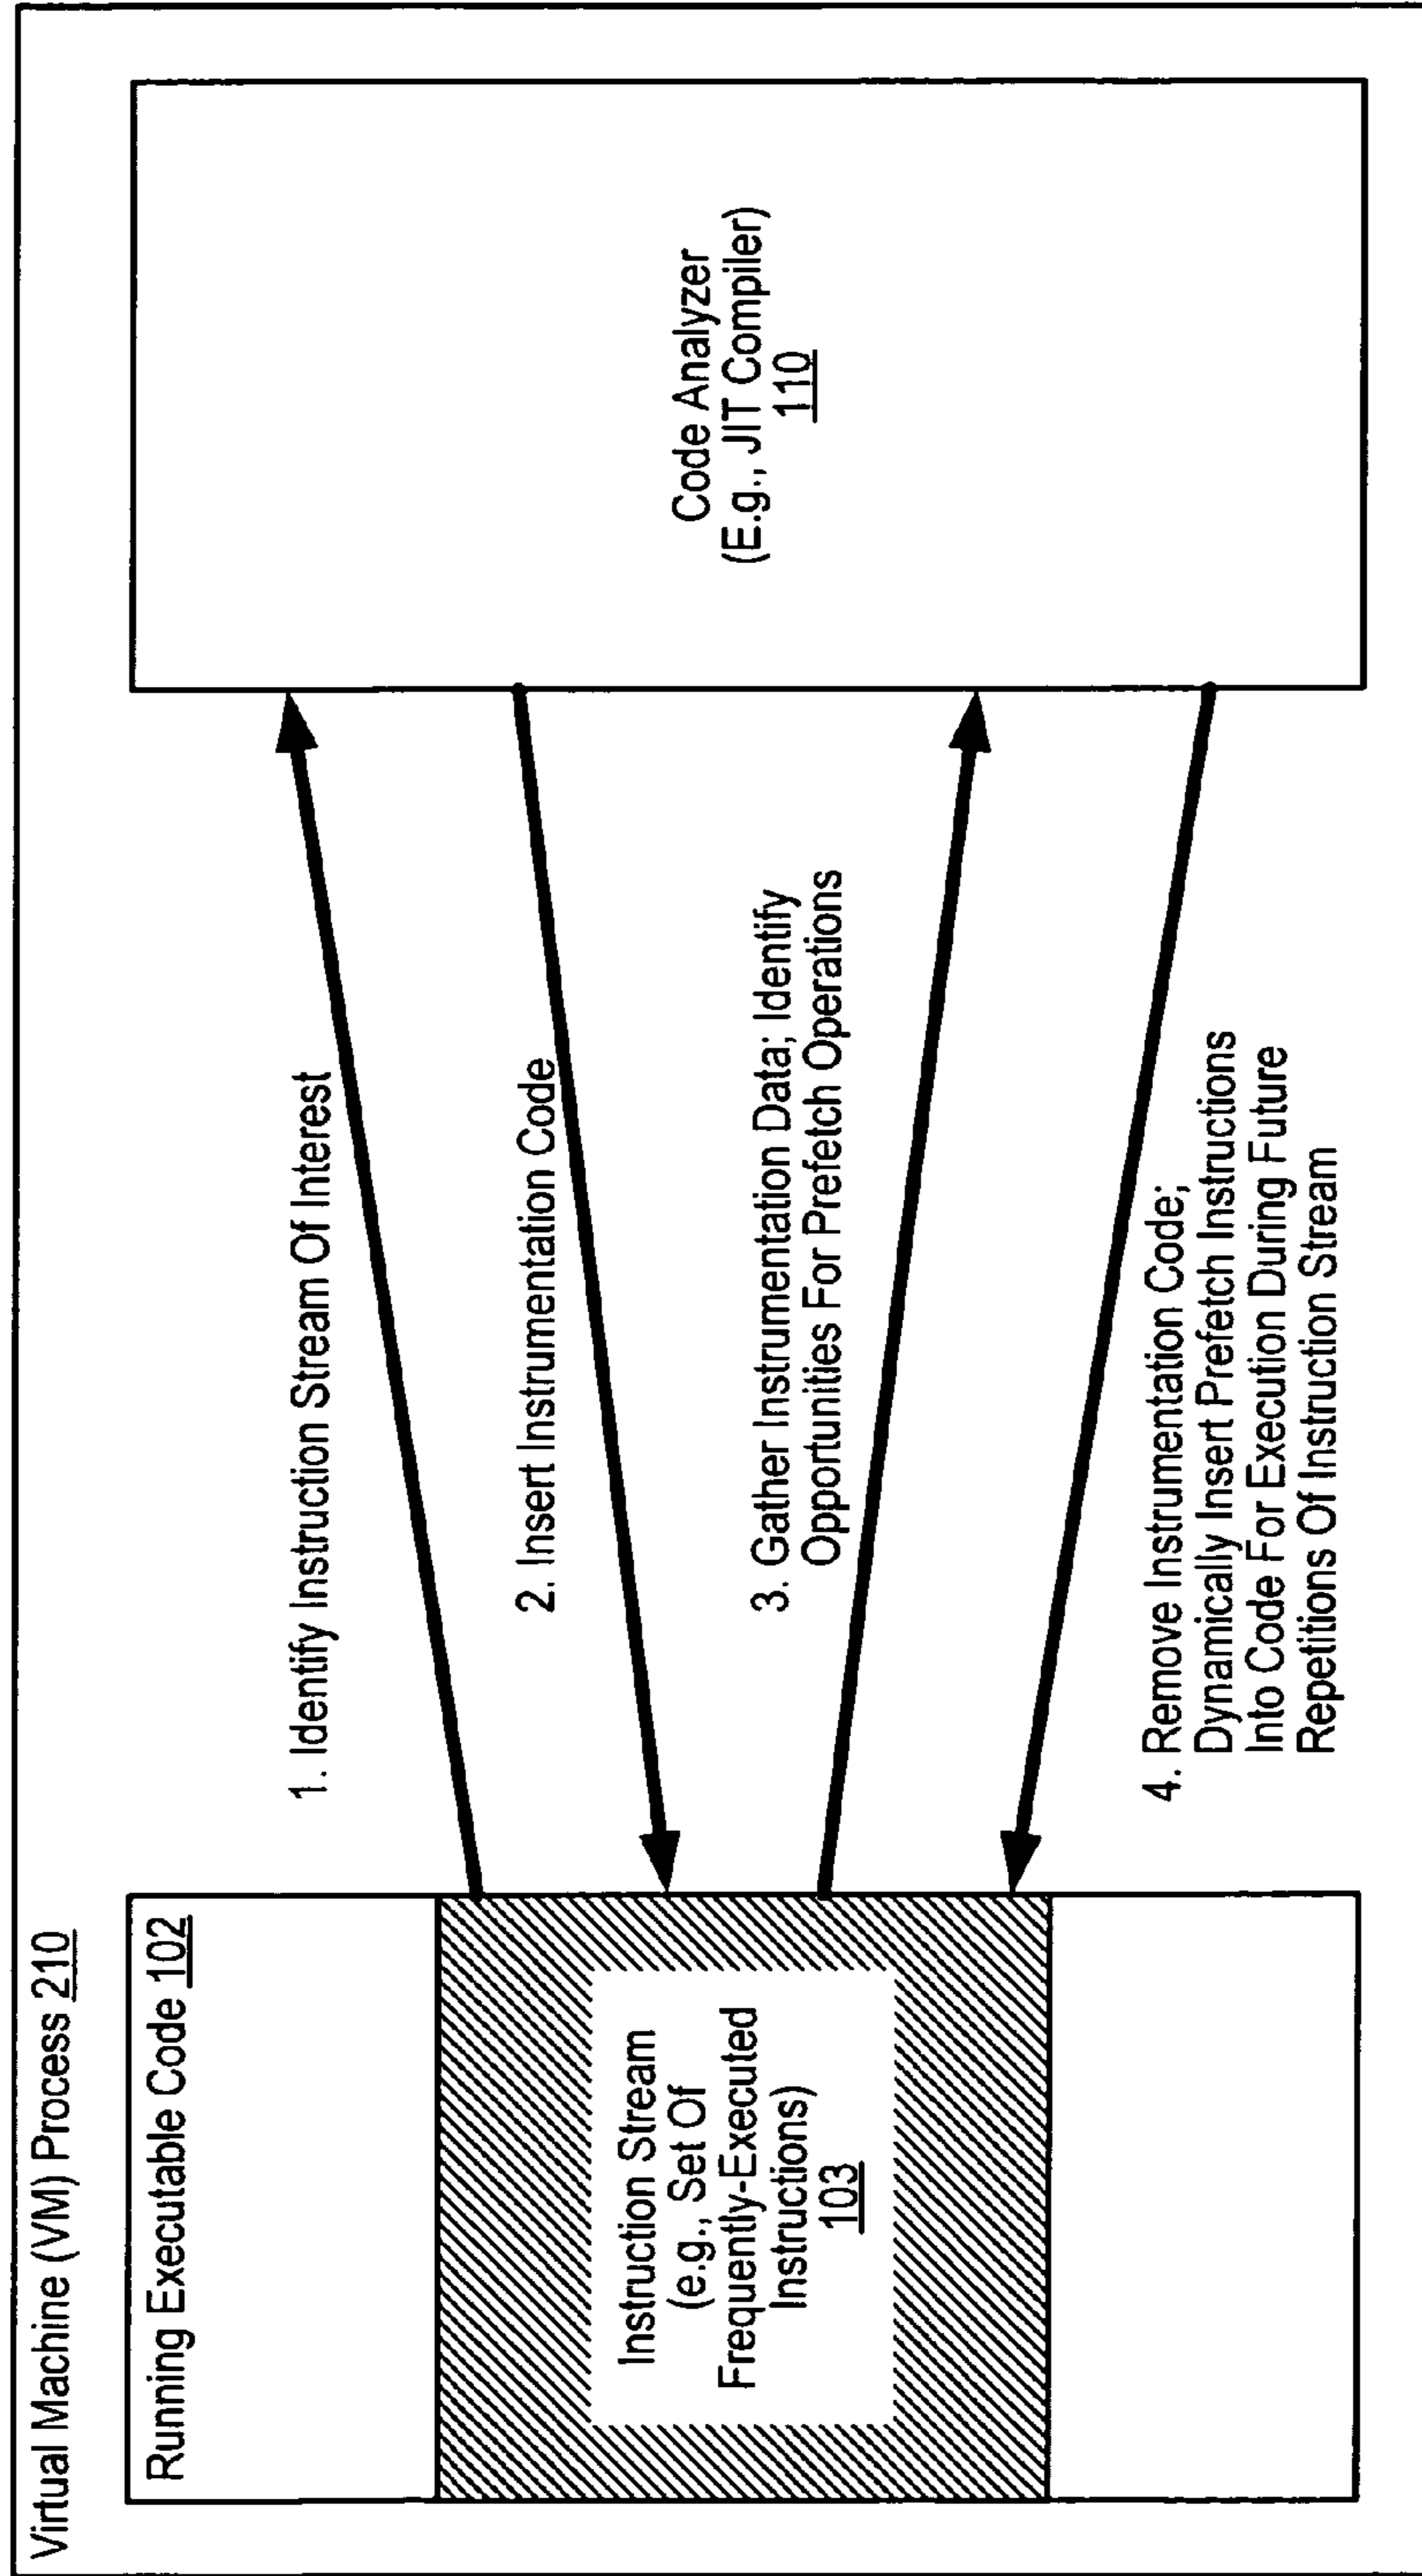 Virtual Machine (VM) Process 210
Running Executable Code 102
Instruction Stream
(e.g., Set Of
Frequently-Executed
Instructions)
103
1. Identify Instruction Stream Of Interest
2. Insert Instrumentation Code
3. Gather Instrumentation Data; Identify
Opportunities For Prefetch Operations
4. Remove Instrumentation Code;
Dynamically Insert Prefetch Instructions
Into Code For Execution During Future
Repetitions Of Instruction Stream
Code Analyzer
(E.g., JIT Compiler)
110